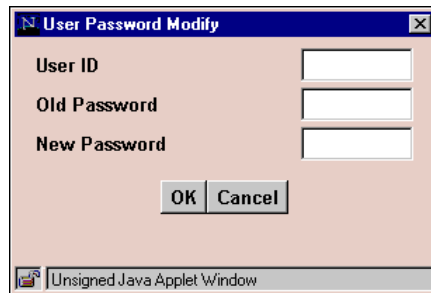 User Password Modify
User ID
Old Password
New Password
OK Cancel
Unsigned Java Applet Window